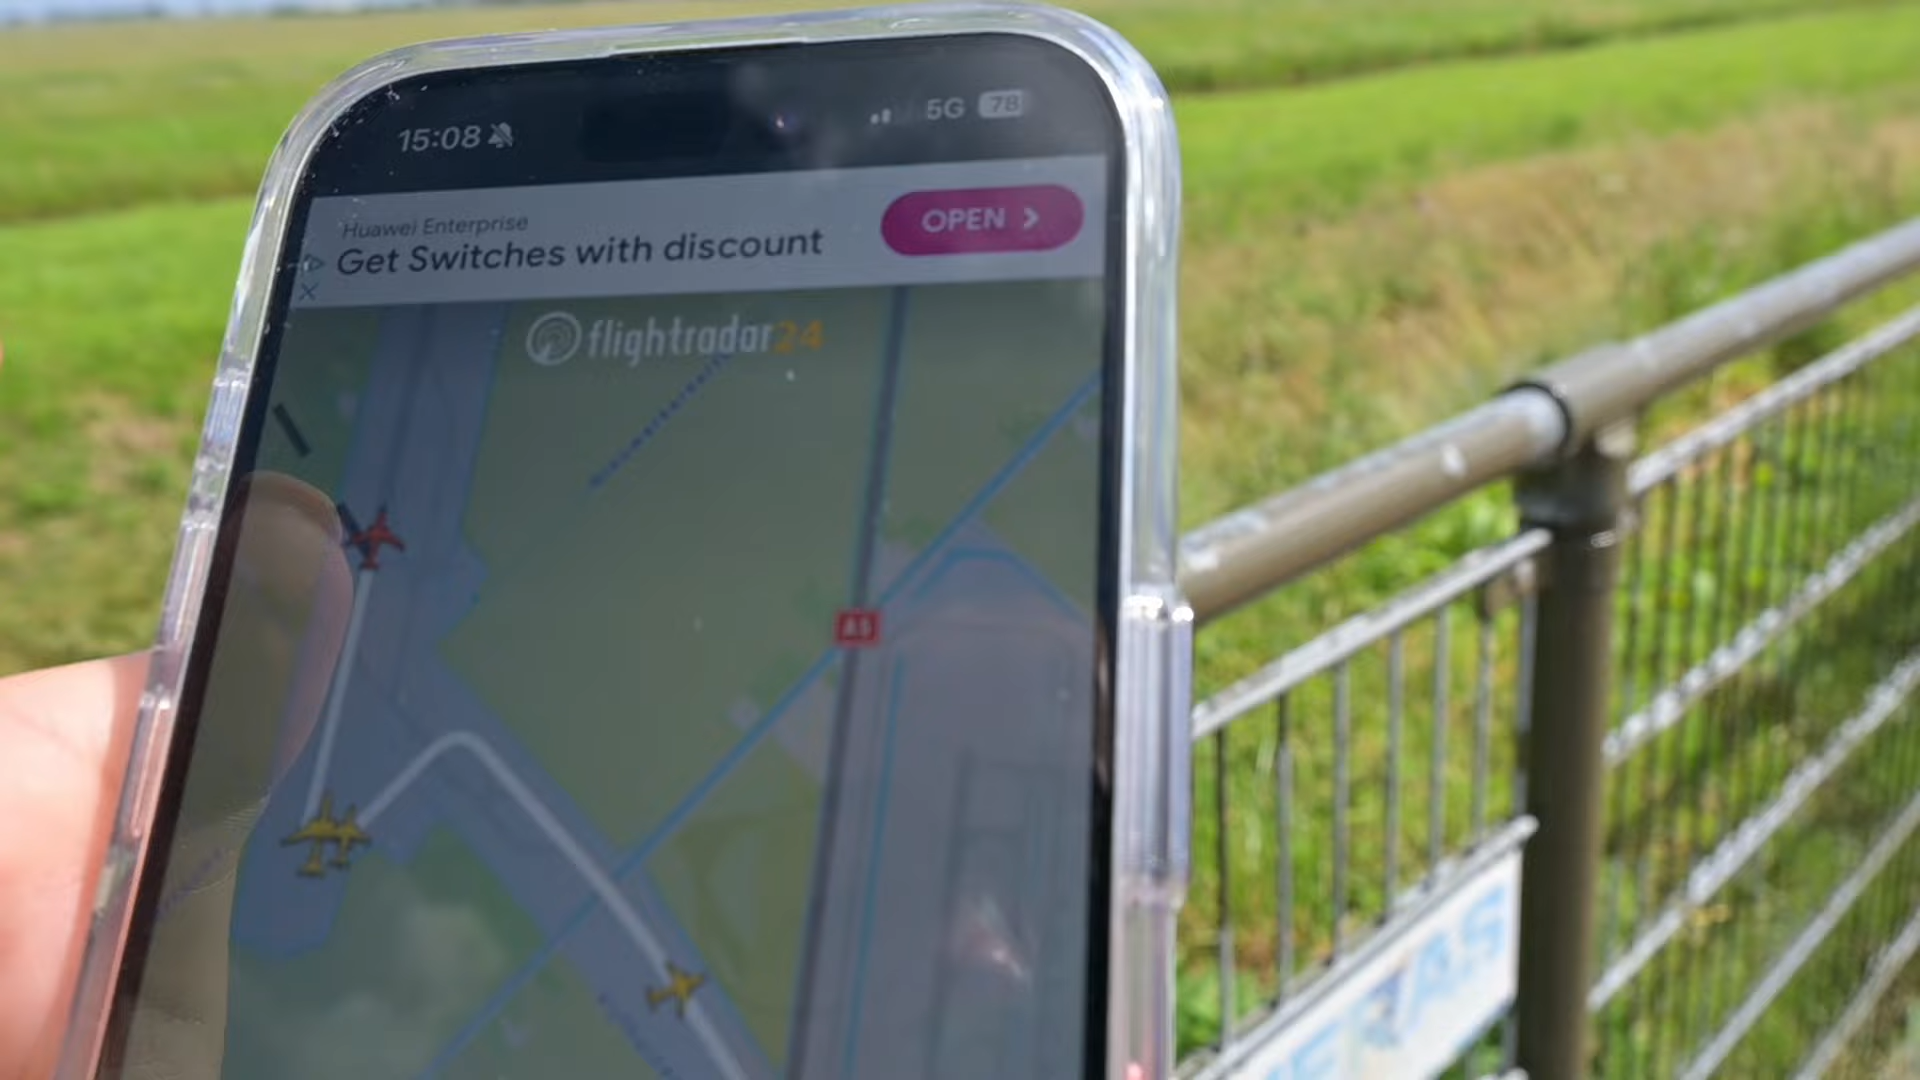 15:08
5G 78
Huawei Enterprise
Get Switches with discount
OPEN
flightradar24
A5